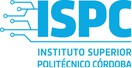 ISPC
INSTITUTO SUPERIOR
POLITÉCNICO CÓRDOBA